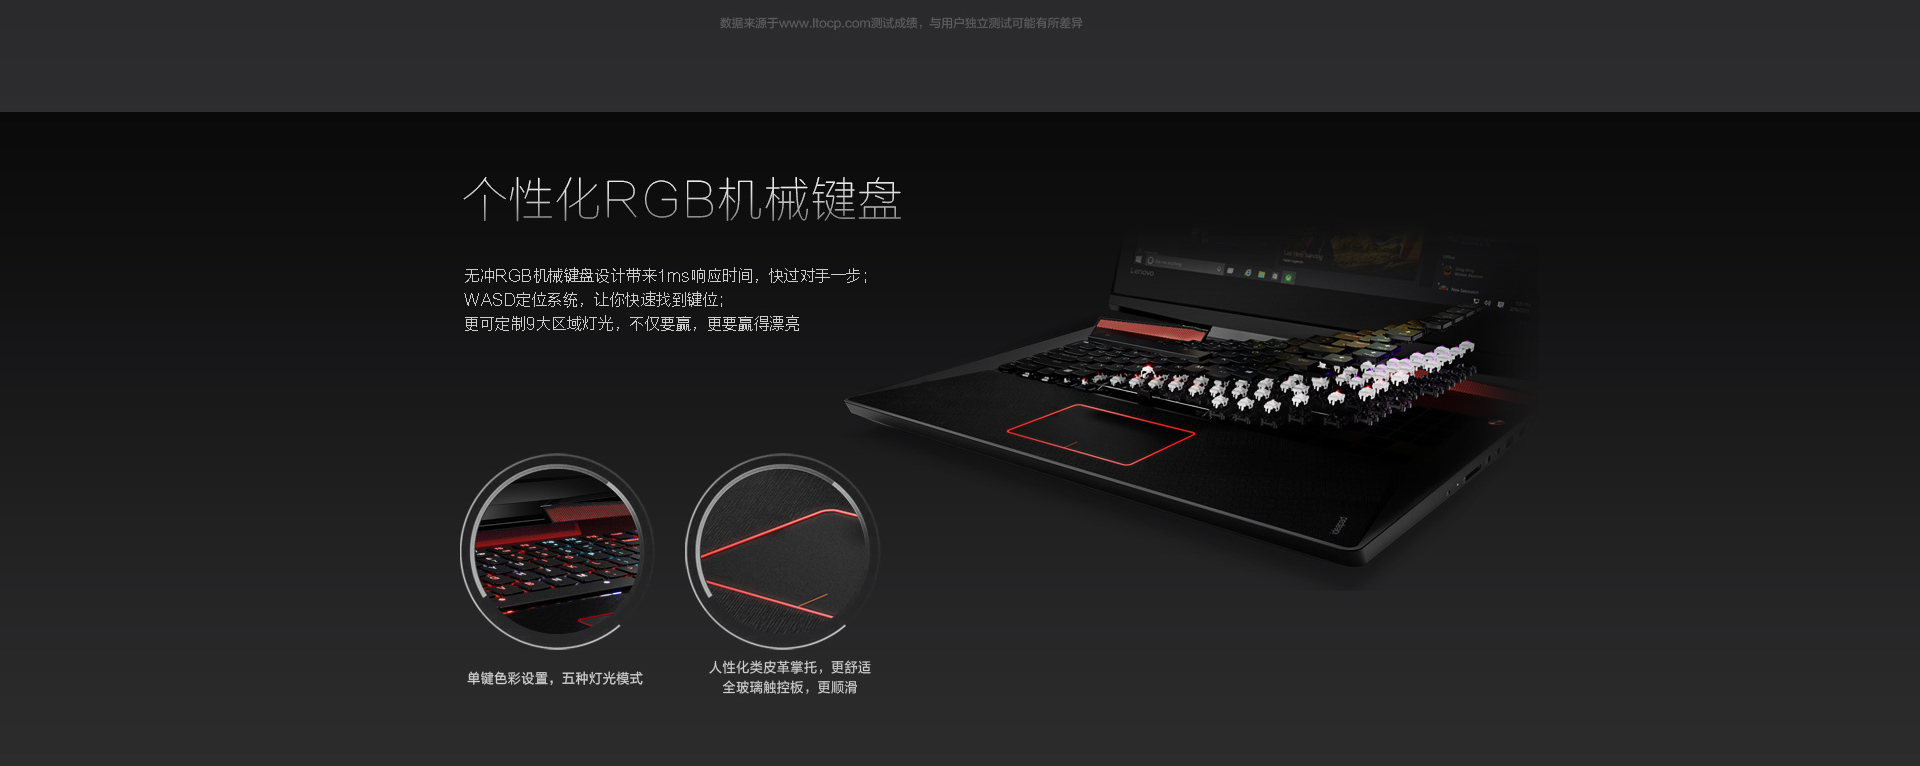 数据来源于www.ltocp.com测试成绩，与用户独立测试可能有所差异
个性化RGB机械键盘
无冲RGB机械键盘设计带来1ms响应时间，快过对手一步；
WASD定位系统，让你快速找到键位；
更可定制9大区域灯光，不仅要赢，更要赢得漂亮
Lenovo
ideapad
单键色彩设置，五种灯光模式
人性化类皮革掌托，更舒适
全玻璃触控板，更顺滑